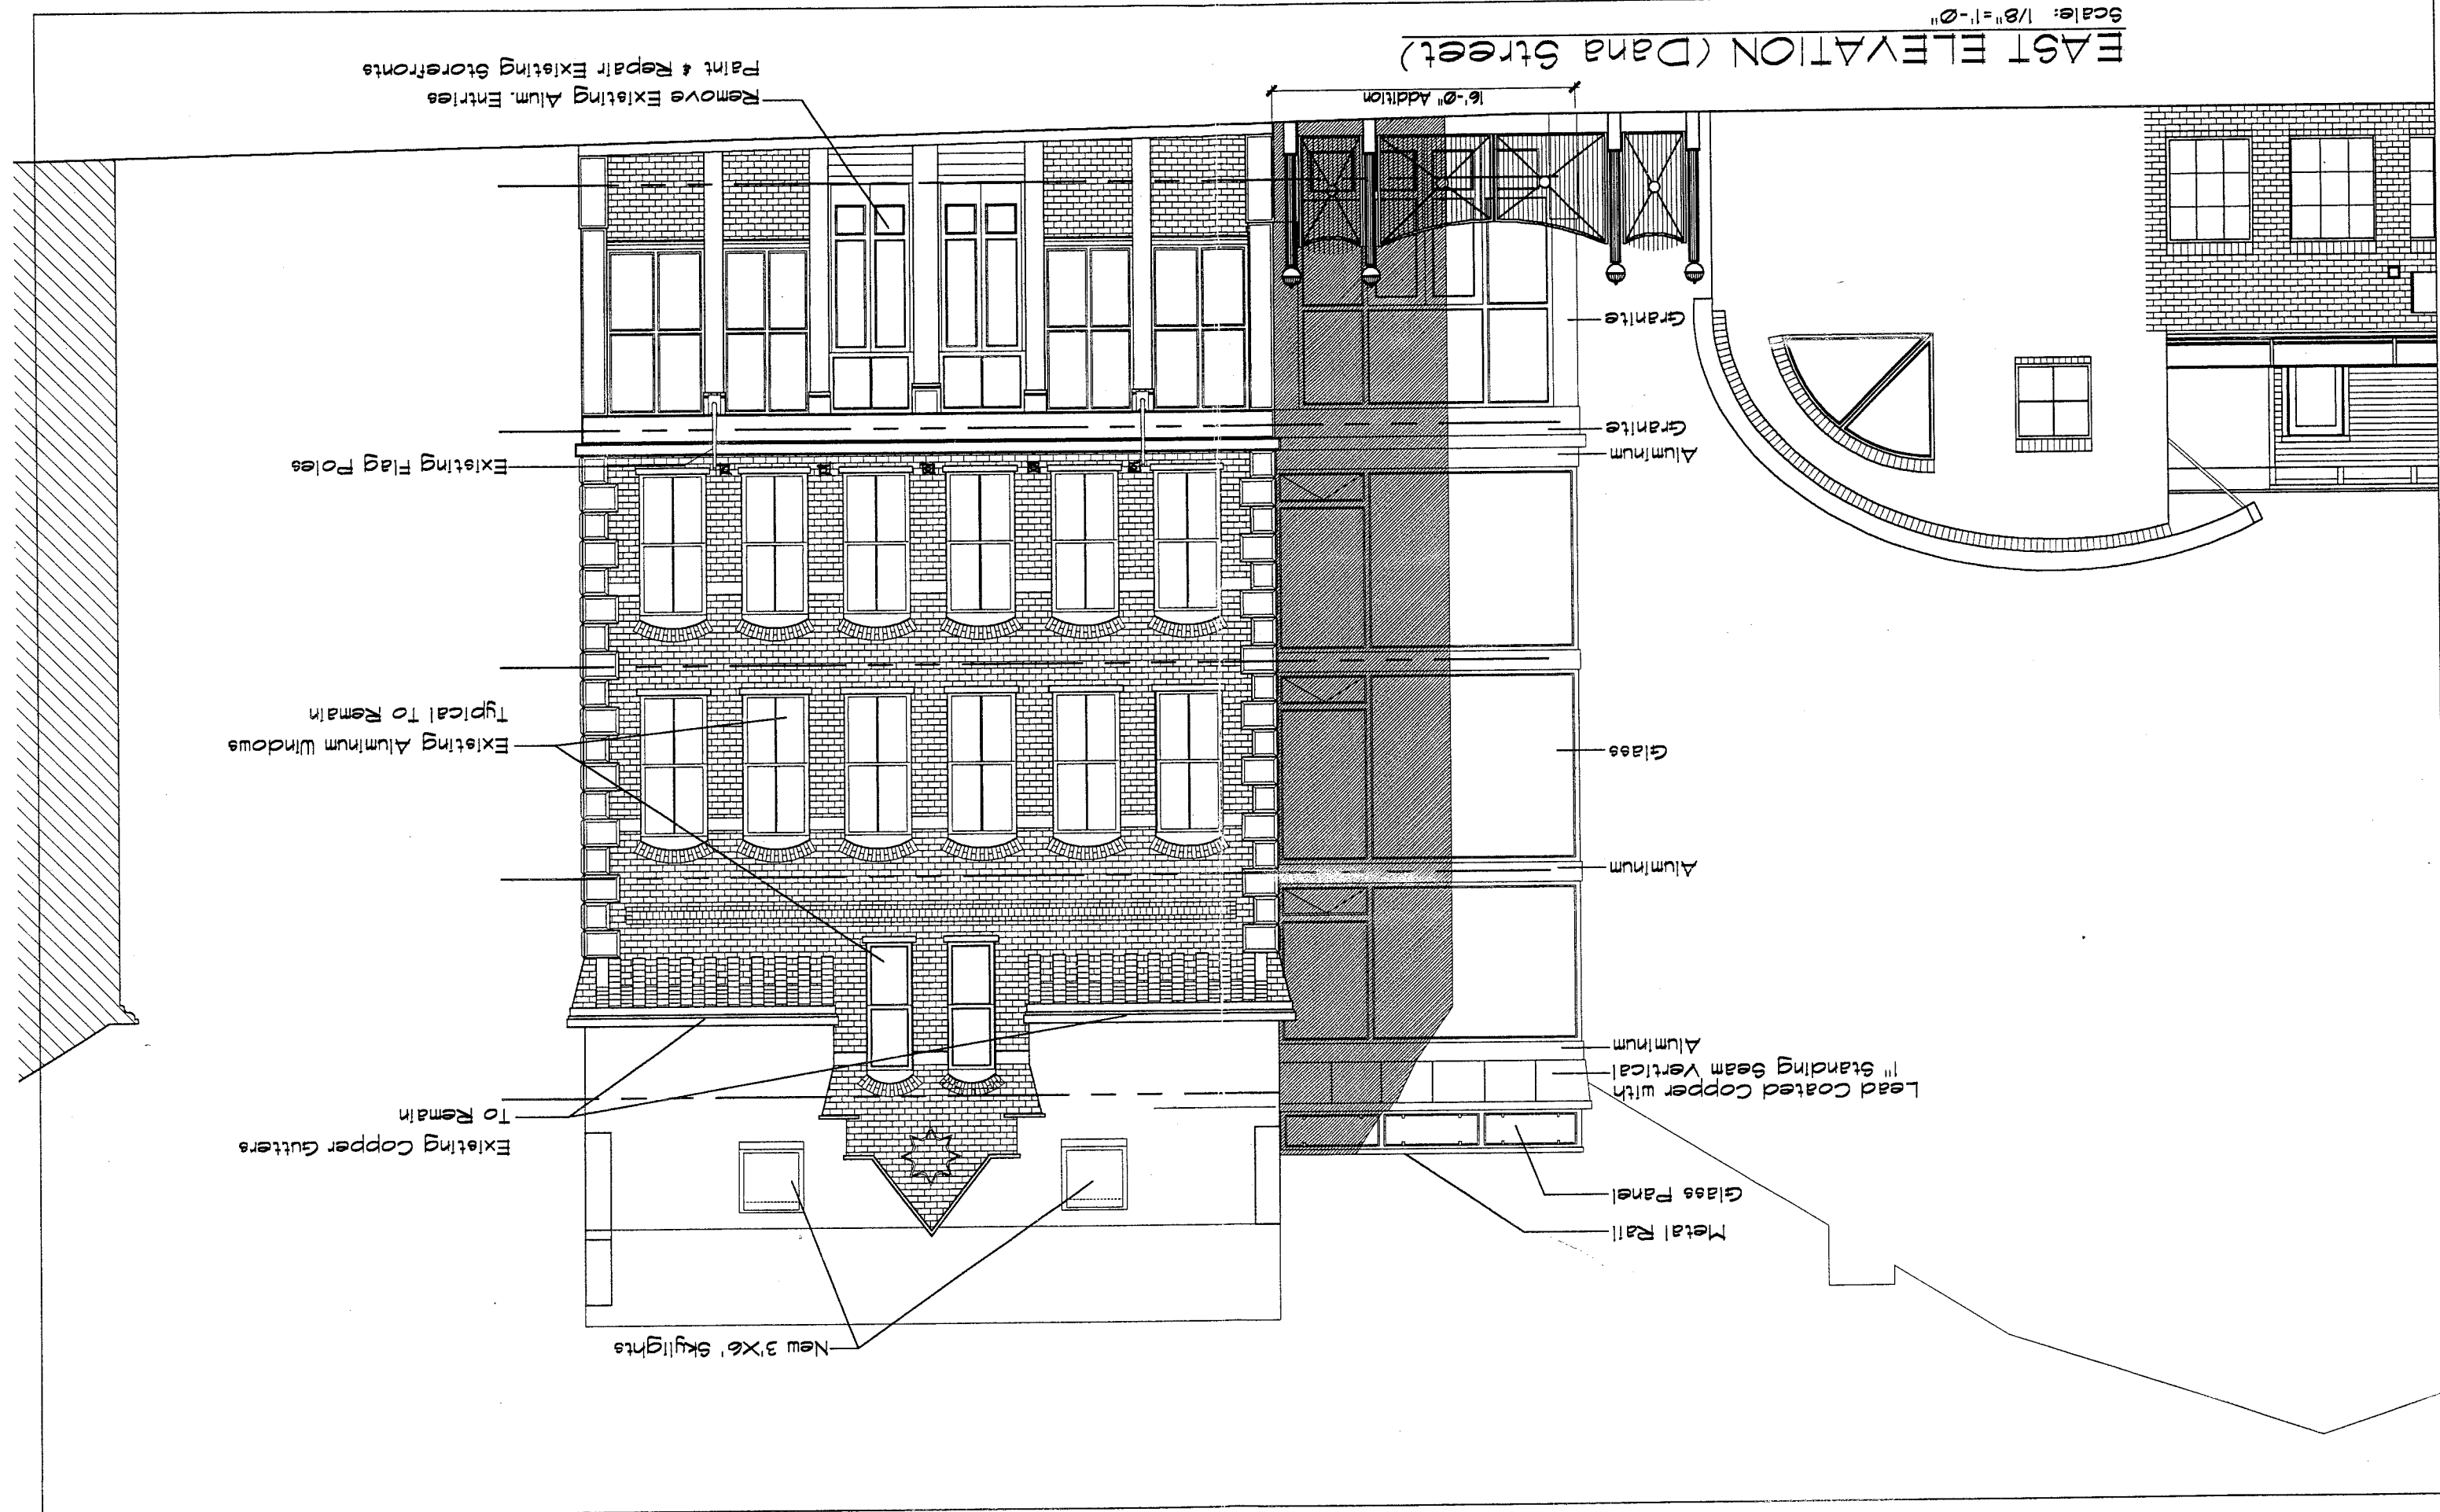 New 3'X6' Skylights
Metal Rail
Glass Panel
Existing Copper Gutters
To Remain
Lead Coated Copper with
1" Standing Seam Vertical
Aluminum
Aluminum
Glass
Existing Aluminum Windows
Typical To Remain
Aluminum
Granite
Existing Flag Poles
Granite
16'-0" Addition
Remove Existing Alum. Entries
Paint & Repair Existing Storefronts
EAST ELEVATION (Dana Street)
Scale: 1/8"=1'-0"